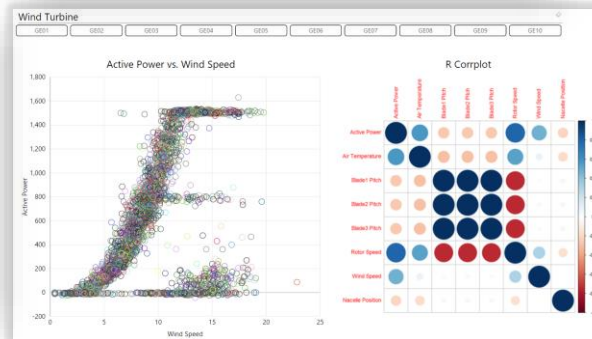 Wind Turbine
GE01 GE02 GE03 GE04 GE05 GE06 GE07 GE08 GE09 GE10
Active Power vs. Wind Speed
1,800
1,600
1,400
1,200
1,000
800
600
400
200
0
-200
Active Power
0 5 10 15 20 25
Wind Speed
R Corrplot
Active Power
Air Temperature
Blade1 Pitch
Blade2 Pitch
Blade3 Pitch
Rotor Speed
Wind Speed
Nacelle Position
Active Power
Air Temperature
Blade1 Pitch
Blade2 Pitch
Blade3 Pitch
Rotor Speed
Wind Speed
Nacelle Position